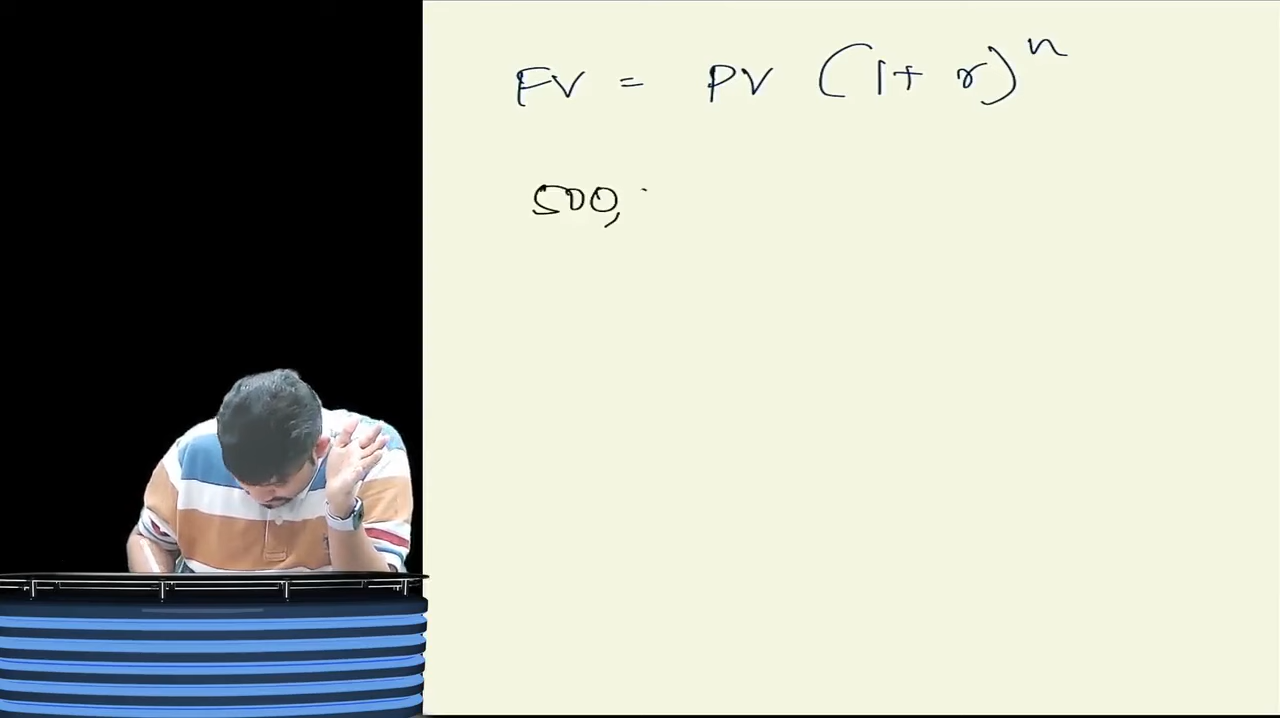 FV = PV (1+ r)^n
500,